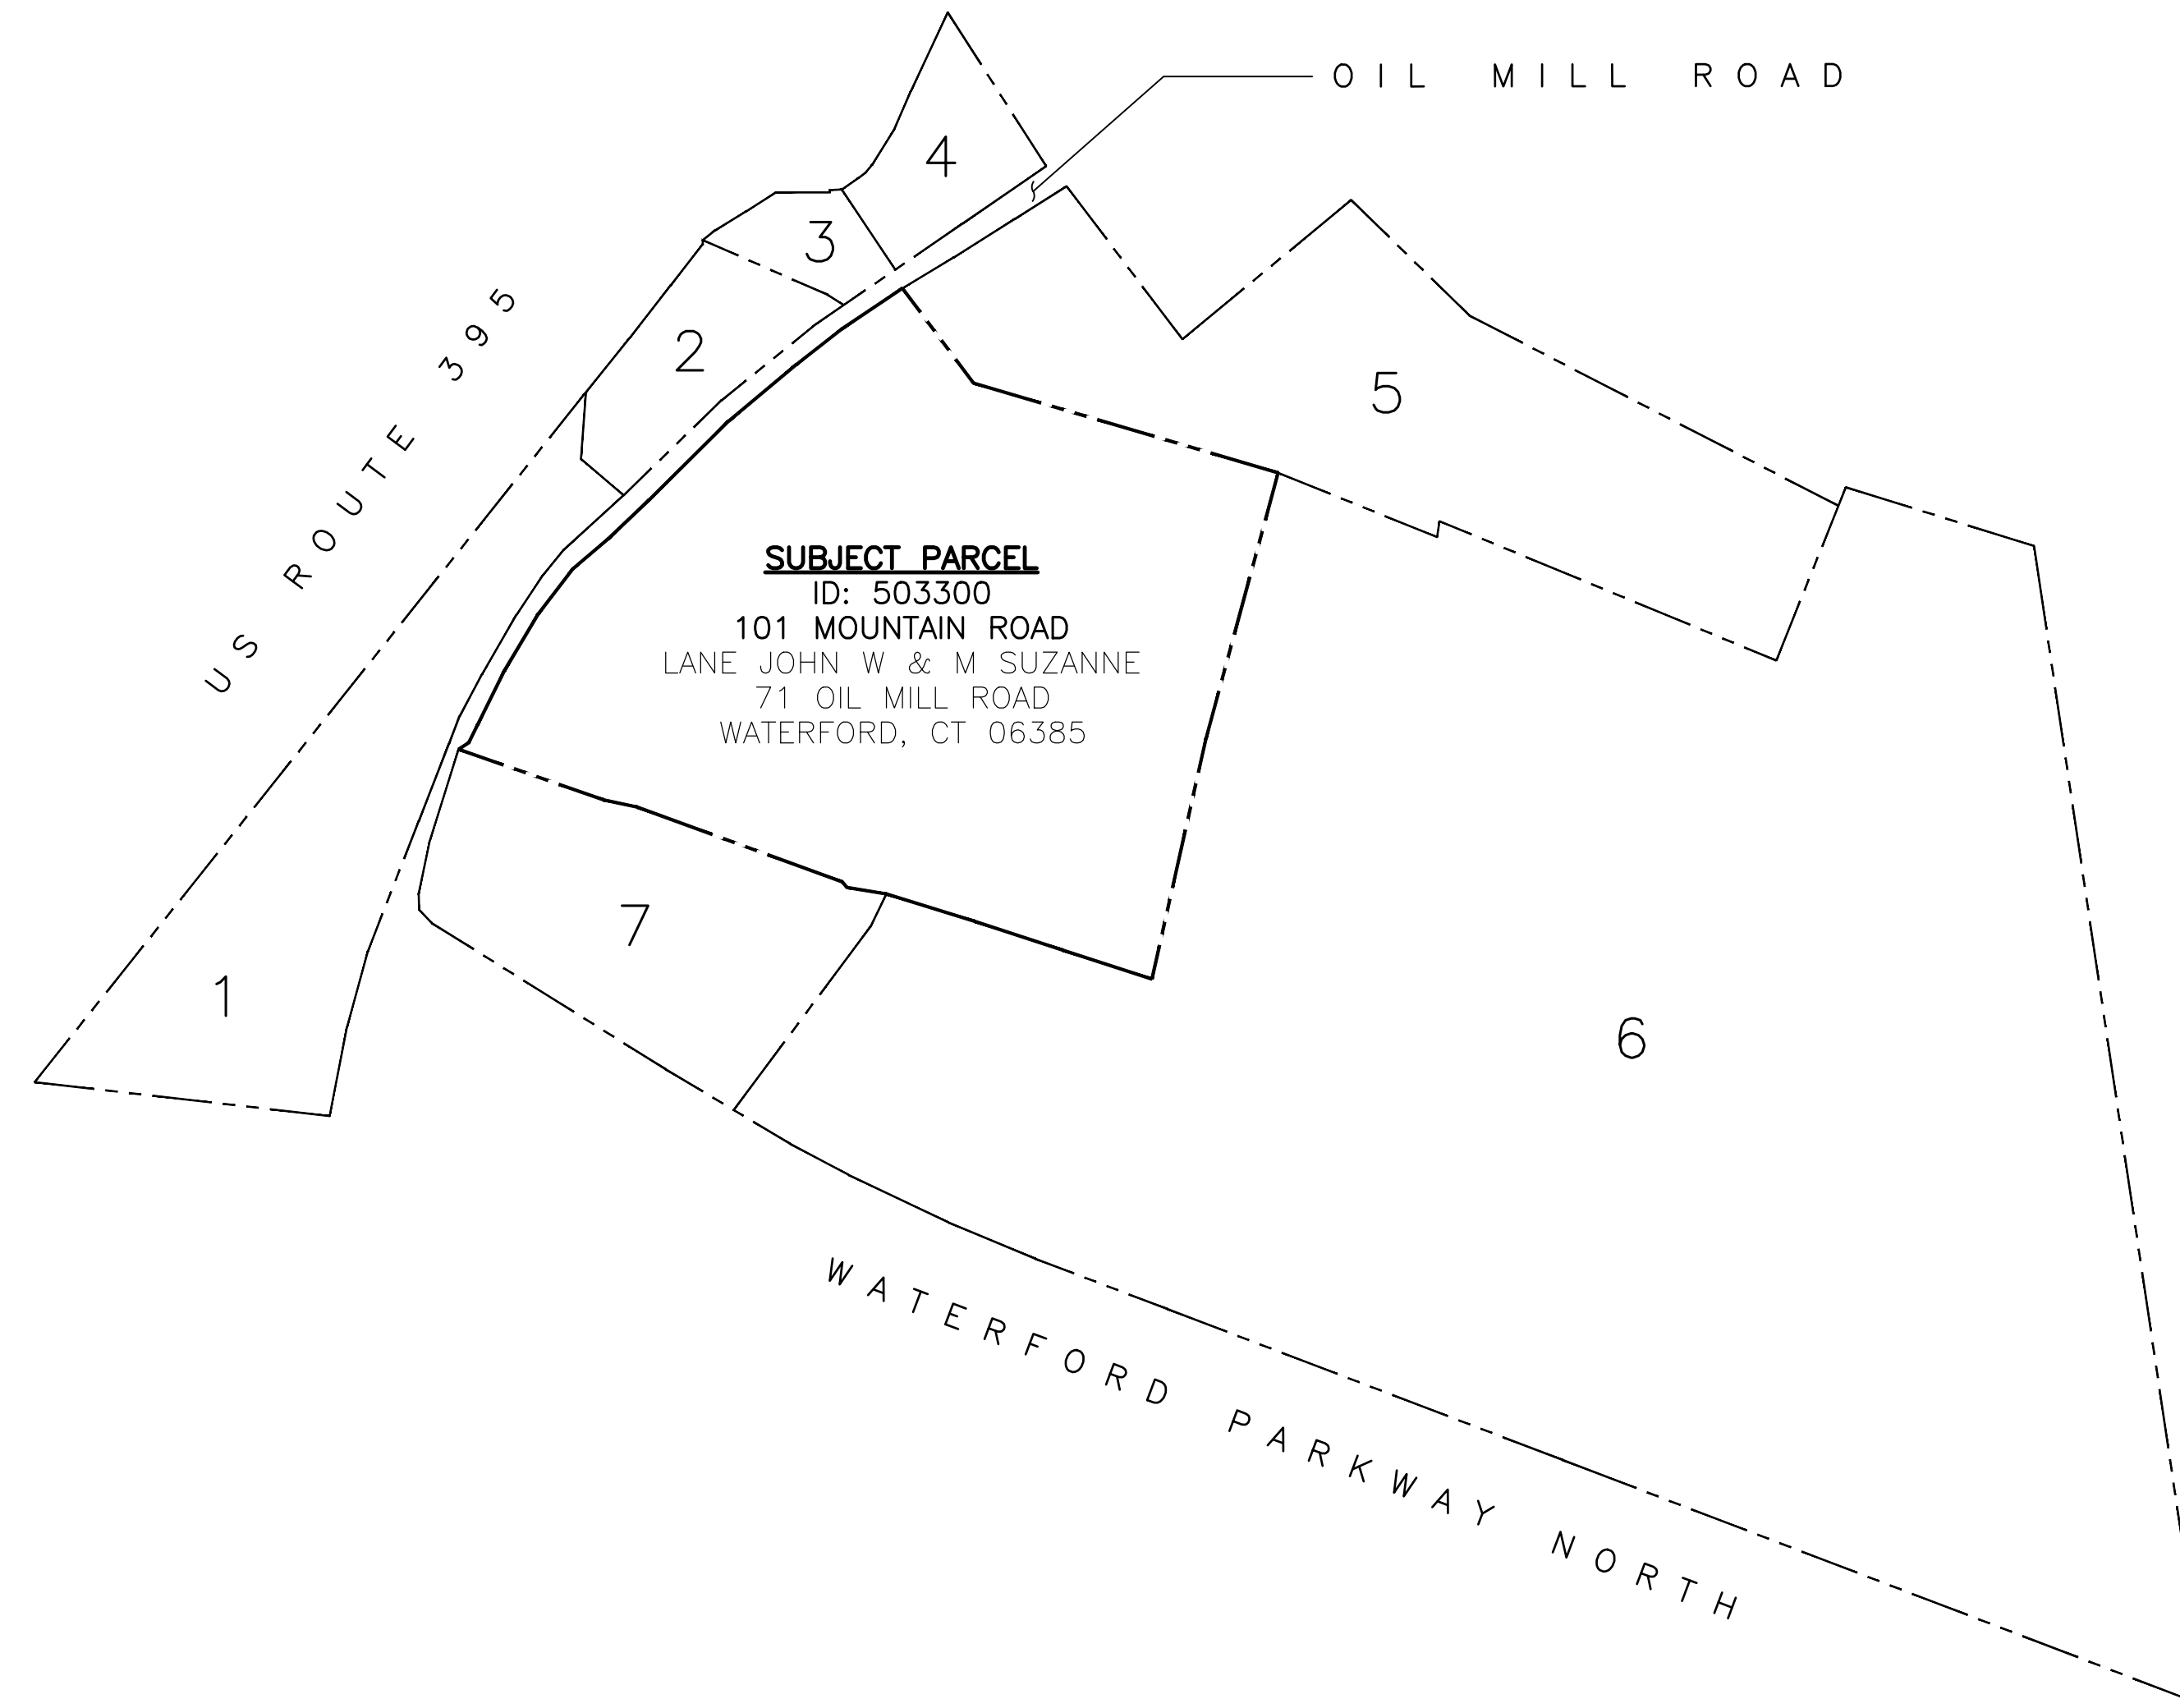 OIL MILL ROAD
4
3
US ROUTE 395
2
5
SUBJECT PARCEL
ID: 503300
101 MOUNTAIN ROAD
LANE JOHN W & M SUZANNE
71 OIL MILL ROAD
WATERFORD, CT 06385
7
1
6
WATERFORD PARKWAY NORTH